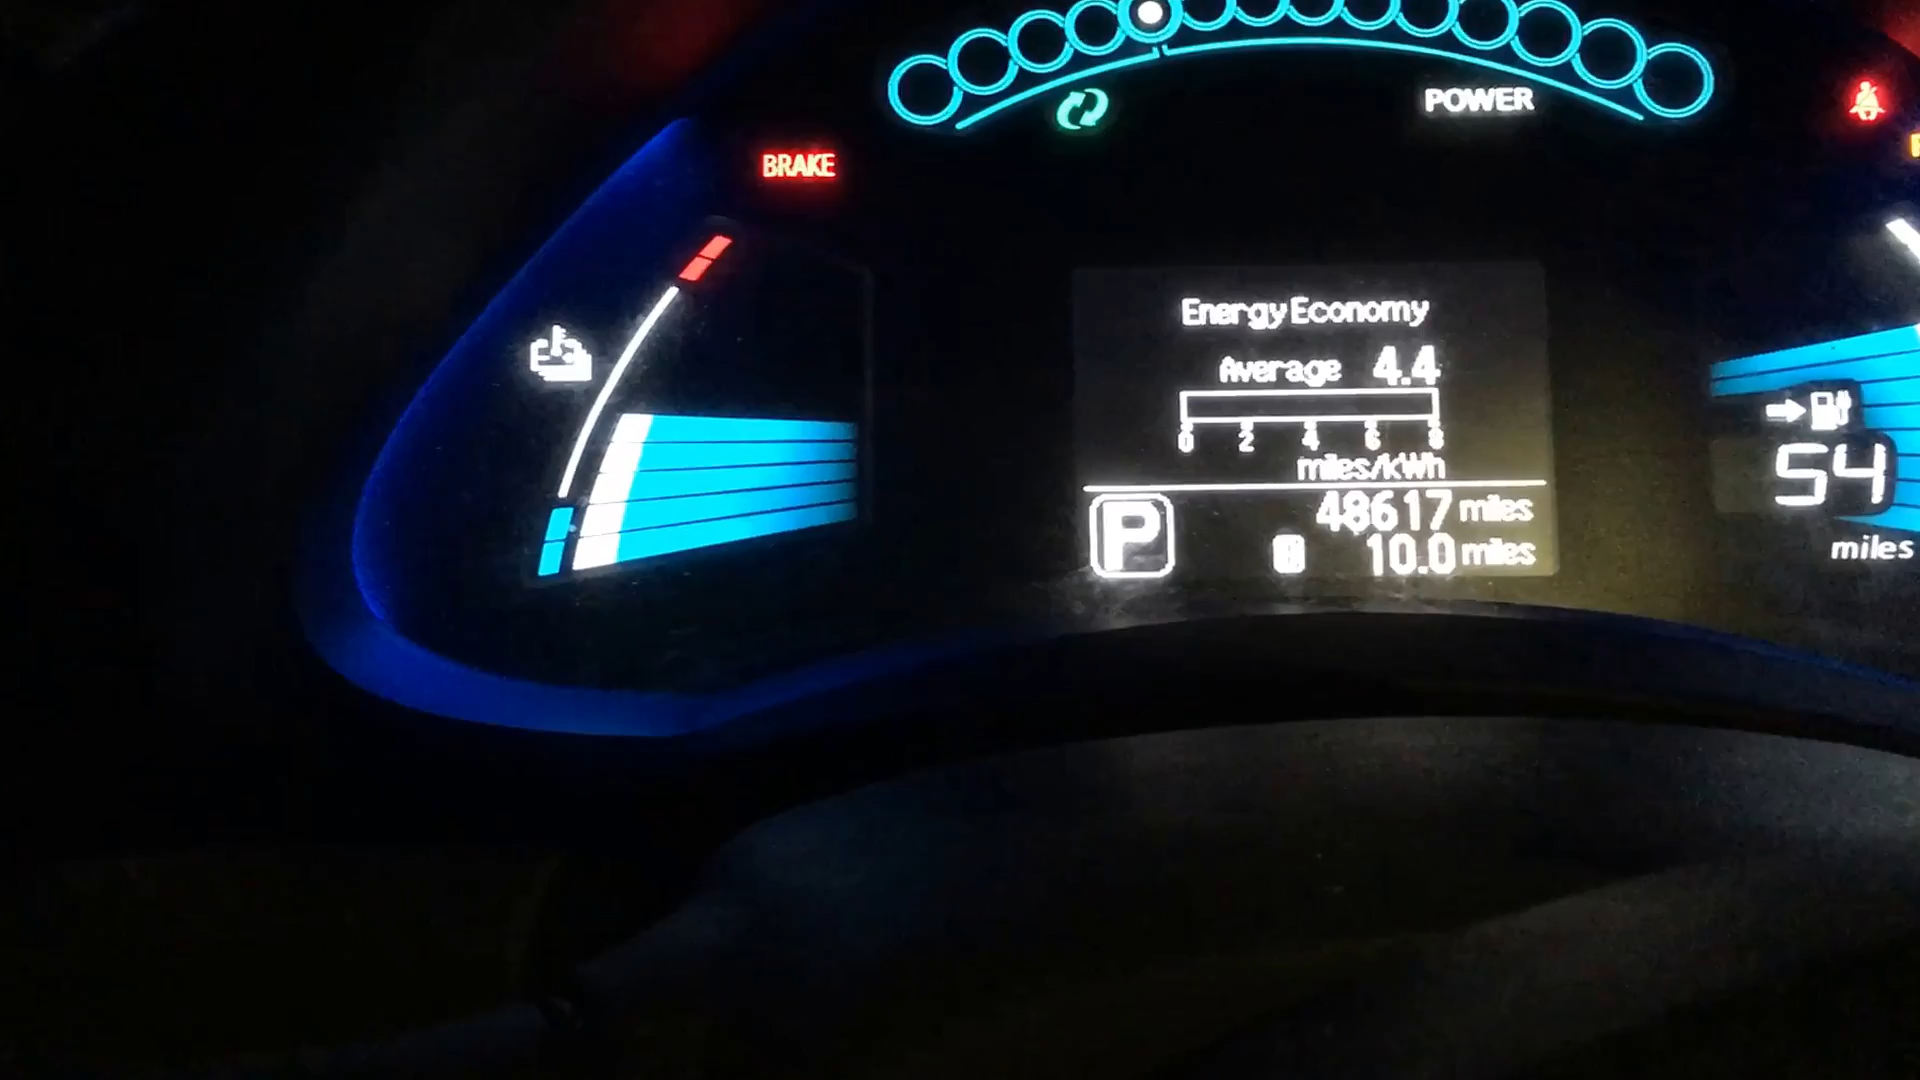 POWER
BRAKE
Energy Economy
Average 4.4
0 2 4 6 8
miles/kWh
P
48617 miles
10.0 miles
54
miles